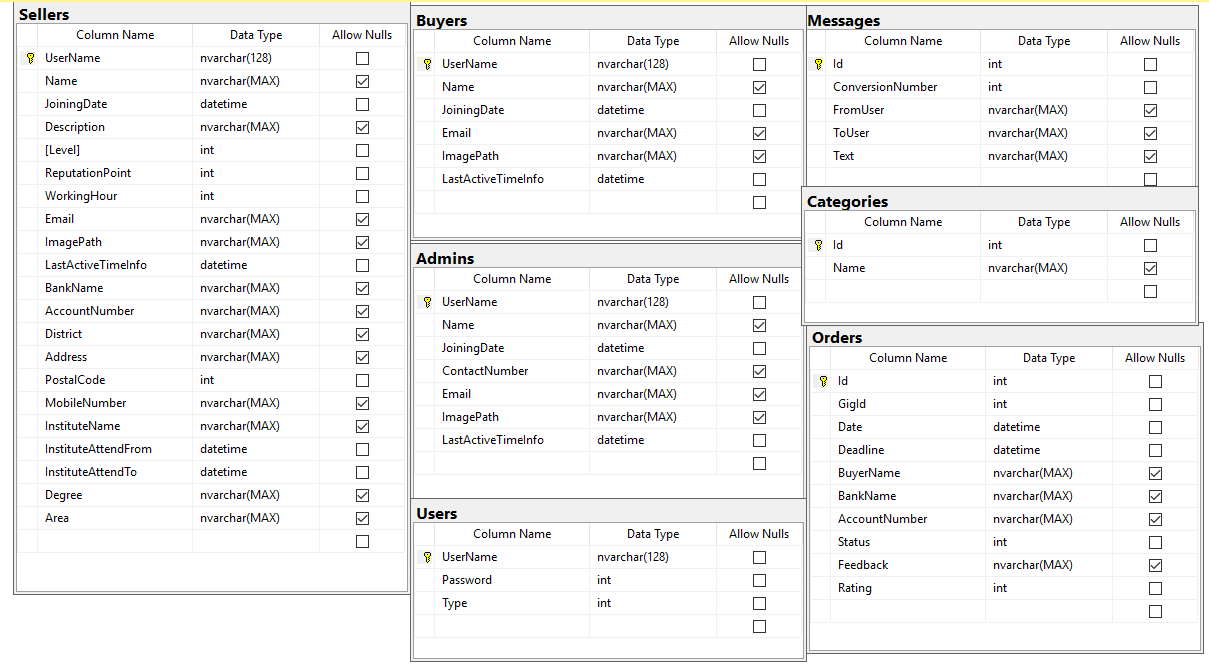 Sellers
Column Name Data Type Allow Nulls
UserName nvarchar(128)
Name nvarchar(MAX)
JoiningDate datetime
Description nvarchar(MAX)
[Level] int
ReputationPoint int
WorkingHour int
Email nvarchar(MAX)
ImagePath nvarchar(MAX)
LastActiveTimeInfo datetime
BankName nvarchar(MAX)
AccountNumber nvarchar(MAX)
District nvarchar(MAX)
Address nvarchar(MAX)
PostalCode int
MobileNumber nvarchar(MAX)
InstituteName nvarchar(MAX)
InstituteAttendFrom datetime
InstituteAttendTo datetime
Degree nvarchar(MAX)
Area nvarchar(MAX)
Buyers
Column Name Data Type Allow Nulls
UserName nvarchar(128)
Name nvarchar(MAX)
JoiningDate datetime
Email nvarchar(MAX)
ImagePath nvarchar(MAX)
LastActiveTimeInfo datetime
Admins
Column Name Data Type Allow Nulls
UserName nvarchar(128)
Name nvarchar(MAX)
JoiningDate datetime
ContactNumber nvarchar(MAX)
Email nvarchar(MAX)
ImagePath nvarchar(MAX)
LastActiveTimeInfo datetime
Users
Column Name Data Type Allow Nulls
UserName nvarchar(128)
Password int
Type int
Messages
Column Name Data Type Allow Nulls
Id int
ConversionNumber int
FromUser nvarchar(MAX)
ToUser nvarchar(MAX)
Text nvarchar(MAX)
Categories
Column Name Data Type Allow Nulls
Id int
Name nvarchar(MAX)
Orders
Column Name Data Type Allow Nulls
Id int
GigId int
Date datetime
Deadline datetime
BuyerName nvarchar(MAX)
BankName nvarchar(MAX)
AccountNumber nvarchar(MAX)
Status int
Feedback nvarchar(MAX)
Rating int